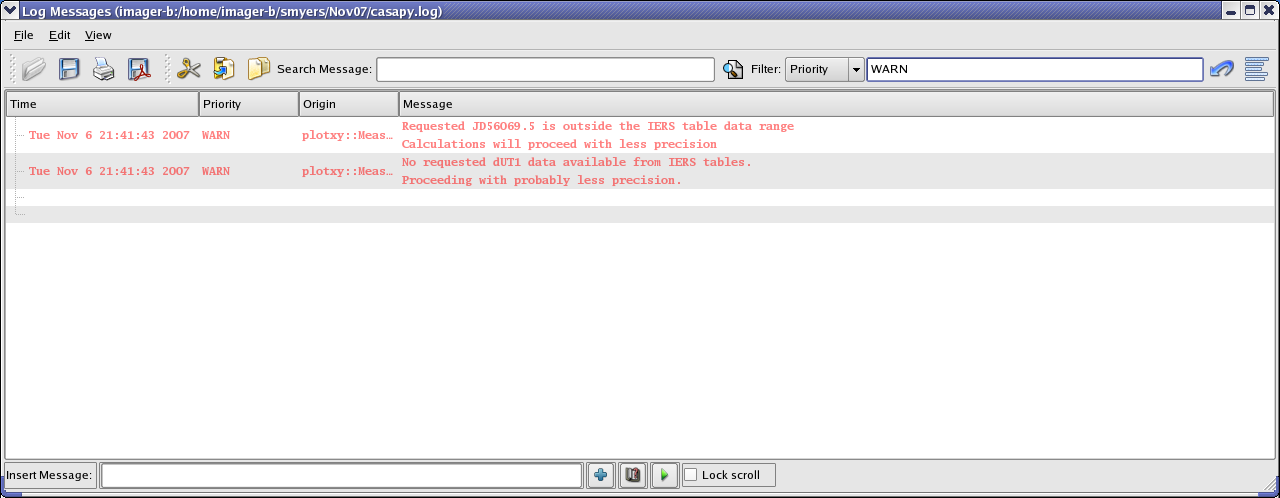 Log Messages (imager-b:/home/imager-b/smyers/Nov07/casapy.log)
File Edit View
Search Message: Filter: Priority WARN
Time Priority Origin Message
Tue Nov 6 21:41:43 2007 WARN plotxy::Meas… Requested JD56069.5 is outside the IERS table data range
Calculations will proceed with less precision
Tue Nov 6 21:41:43 2007 WARN plotxy::Meas… No requested dUT1 data available from IERS tables.
Proceeding with probably less precision.
Insert Message: Lock scroll